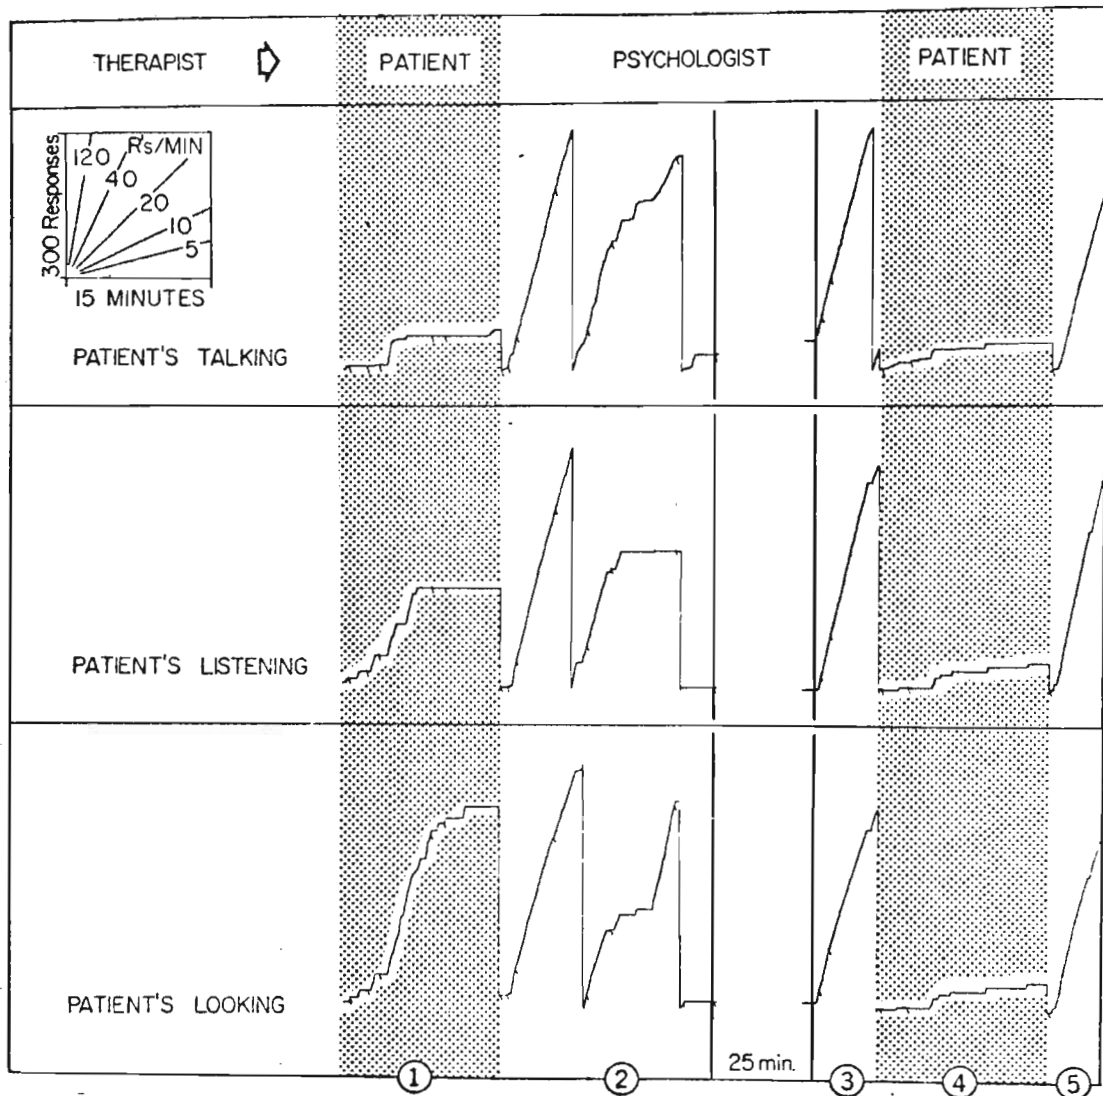 THERAPIST
PATIENT
PSYCHOLOGIST
PATIENT
300 Responses
R's/MIN
120
40
20
10
5
15 MINUTES
PATIENT'S TALKING
PATIENT'S LISTENING
PATIENT'S LOOKING
25 min.
1
2
3
4
5